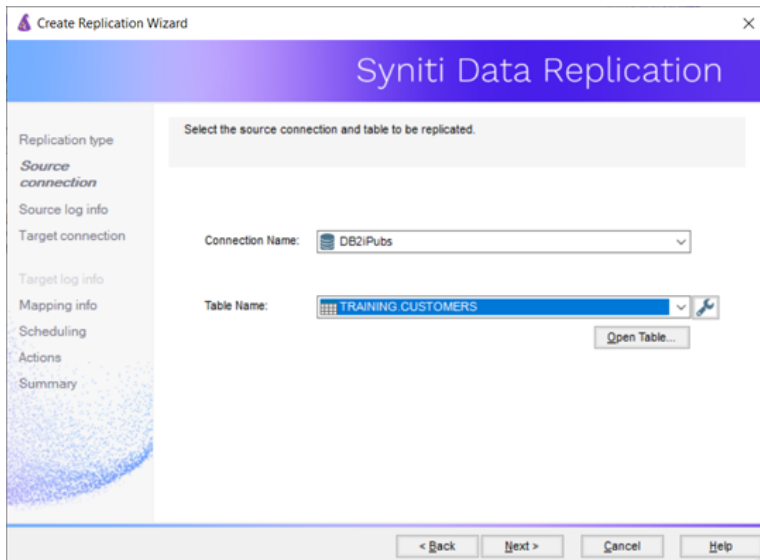 Create Replication Wizard
Syniti Data Replication
Replication type
Source
connection
Source log info
Target connection
Target log info
Mapping info
Scheduling
Actions
Summary
Select the source connection and table to be replicated.
Connection Name: DB2iPubs
Table Name: TRAINING.CUSTOMERS
Open Table...
< Back Next > Cancel Help